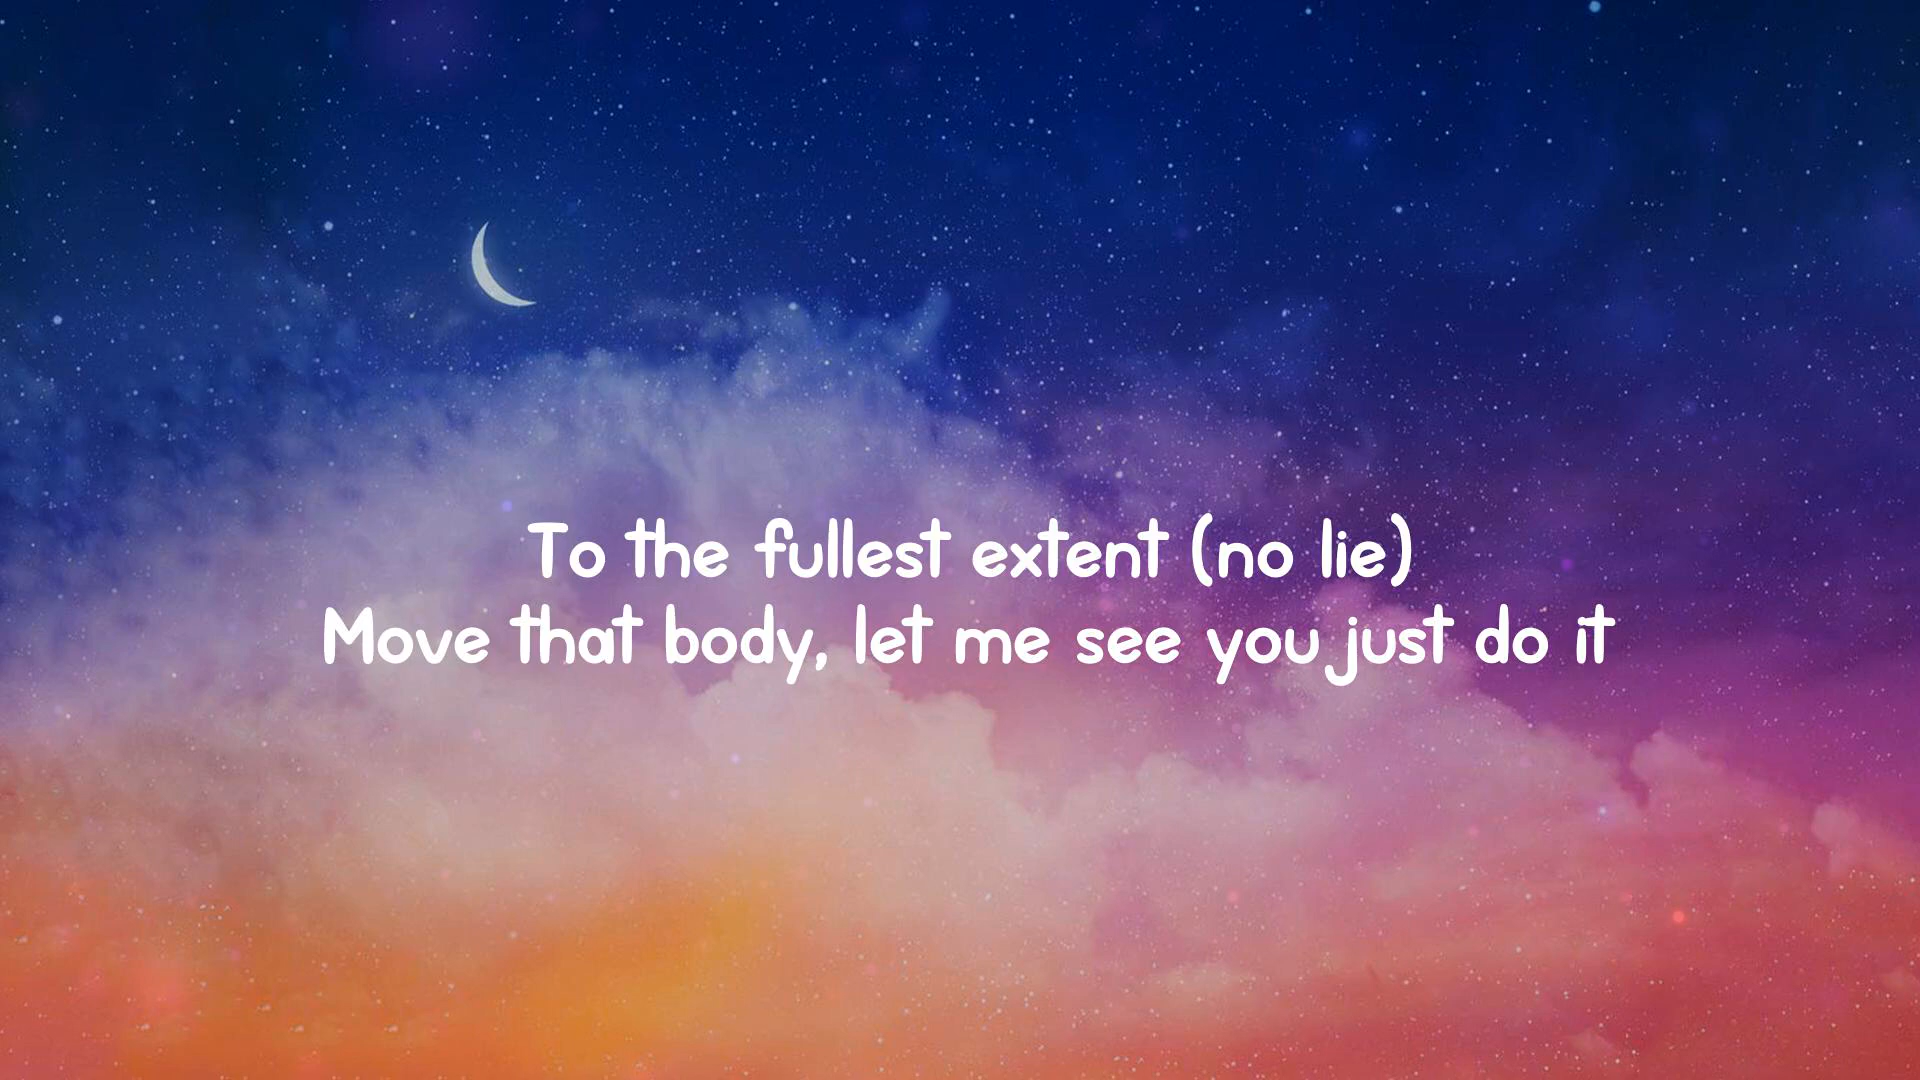 To the fullest extent (no lie)
Move that body, let me see you just do it